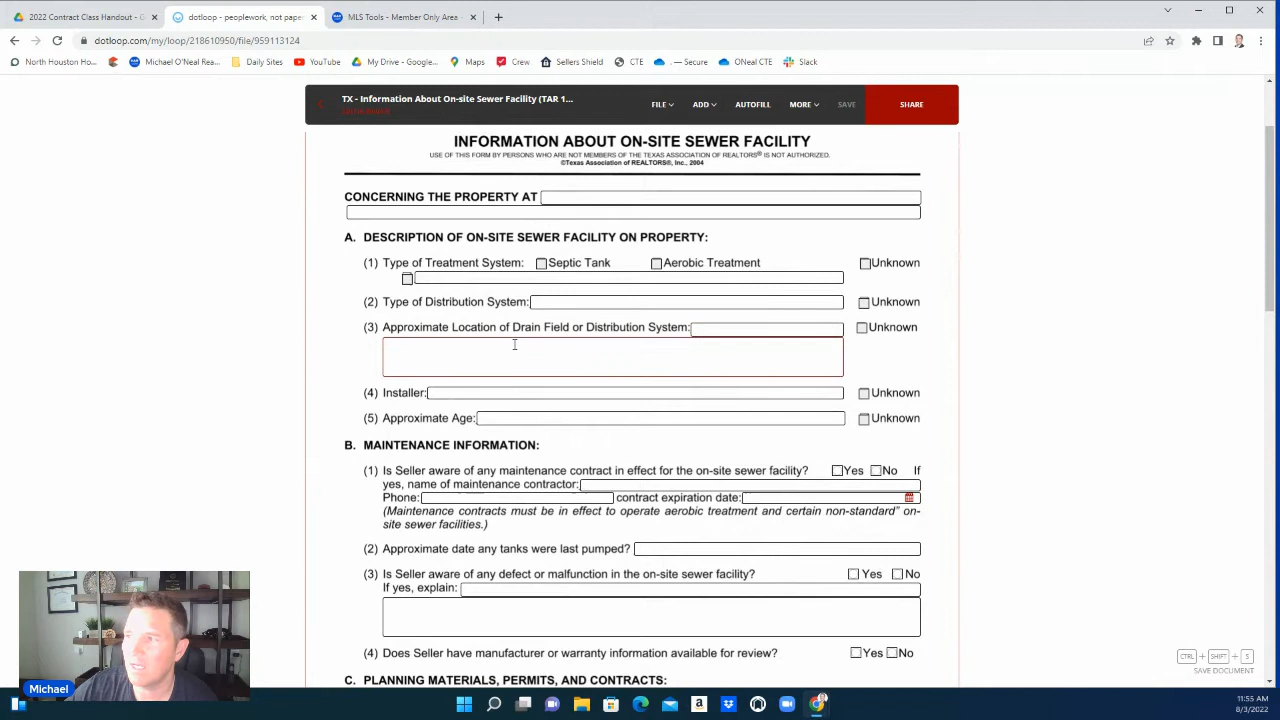 2022 Contract Class Handout - G
dotloop - peoplework, not paper
MLS Tools - Member Only Area -
dotloop.com/my/loop/218610950/file/959113124
North Houston Ho...
Michael O'Neal Rea...
Daily Sites
YouTube
My Drive - Google...
Maps
Crew
Sellers Shield
CTE
— Secure
ONeal CTE
Slack
TX - Information About On-site Sewer Facility (TAR 1...
FILE ADD AUTOFILL MORE SAVE SHARE
INFORMATION ABOUT ON-SITE SEWER FACILITY
USE OF THIS FORM BY PERSONS WHO ARE NOT MEMBERS OF THE TEXAS ASSOCIATION OF REALTORS® IS NOT AUTHORIZED.
©Texas Association of REALTORS®, Inc., 2004
CONCERNING THE PROPERTY AT
A. DESCRIPTION OF ON-SITE SEWER FACILITY ON PROPERTY:
(1) Type of Treatment System: Septic Tank Aerobic Treatment Unknown
(2) Type of Distribution System: Unknown
(3) Approximate Location of Drain Field or Distribution System: Unknown
(4) Installer: Unknown
(5) Approximate Age: Unknown
B. MAINTENANCE INFORMATION:
(1) Is Seller aware of any maintenance contract in effect for the on-site sewer facility? Yes No If
yes, name of maintenance contractor:
Phone: contract expiration date:
(Maintenance contracts must be in effect to operate aerobic treatment and certain non-standard" on-
site sewer facilities.)
(2) Approximate date any tanks were last pumped?
(3) Is Seller aware of any defect or malfunction in the on-site sewer facility? Yes No
If yes, explain:
(4) Does Seller have manufacturer or warranty information available for review? Yes No
C. PLANNING MATERIALS, PERMITS, AND CONTRACTS:
CTRL + SHIFT + S
SAVE DOCUMENT
Michael
11:55 AM
8/3/2022